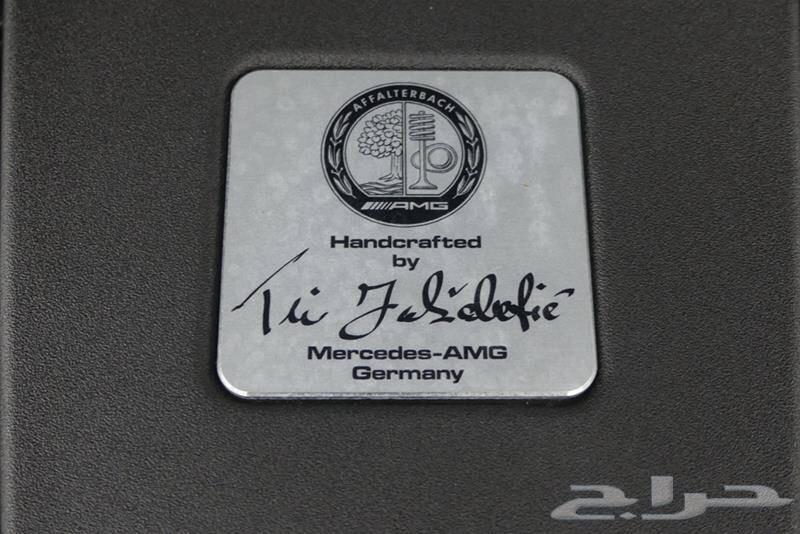 AFFALTERBACH
AMG
Handcrafted
by
Mercedes-AMG
Germany
حراج